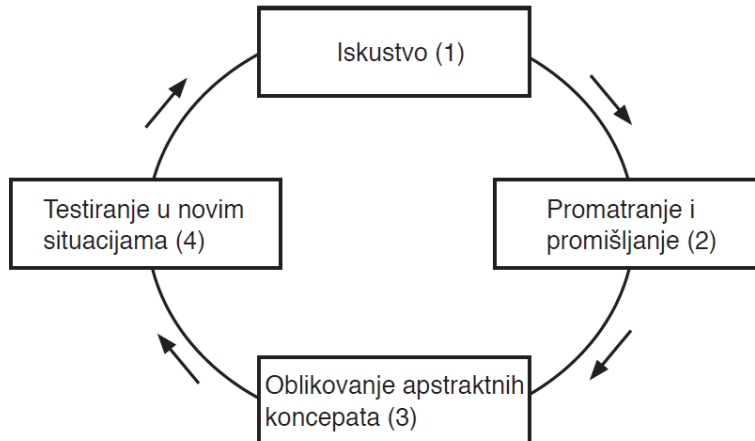 Iskustvo (1)
Promatranje i
promišljanje (2)
Oblikovanje apstraktnih
koncepata (3)
Testiranje u novim
situacijama (4)